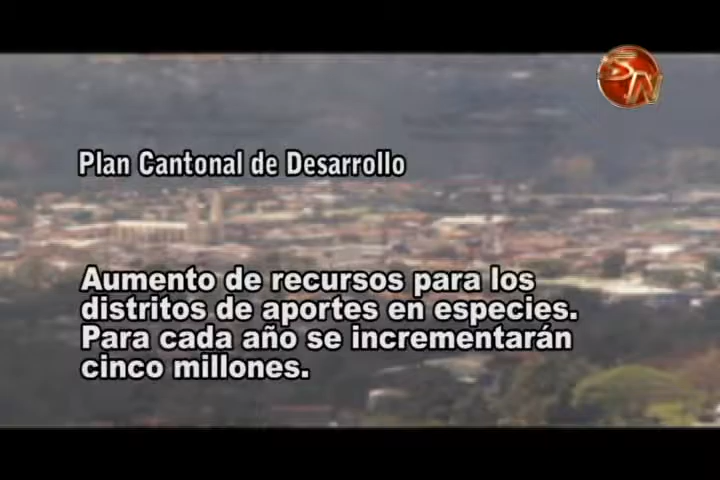 SN
Plan Cantonal de Desarrollo
Aumento de recursos para los
distritos de aportes en especies.
Para cada año se incrementarán
cinco millones.